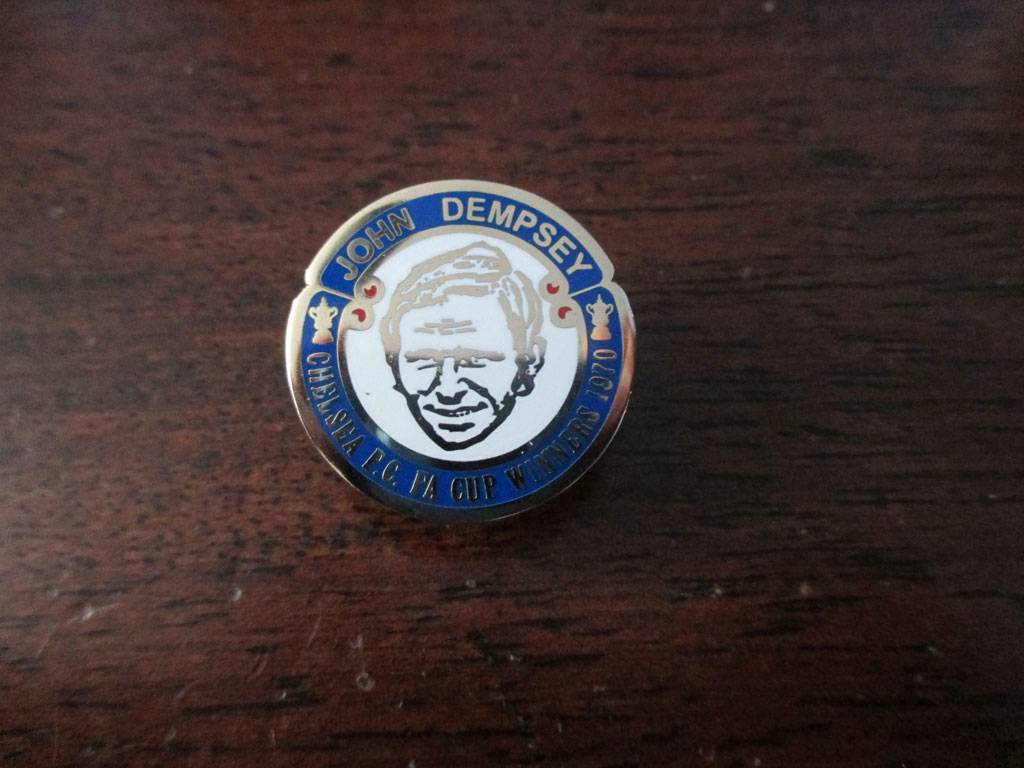 JOHN DEMPSEY
CHELSEA F.C. FA CUP WINNERS 1970